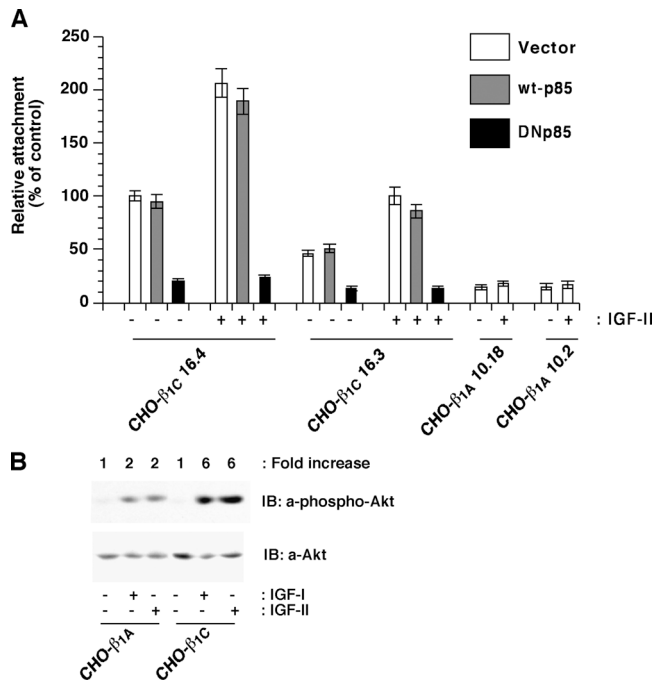 A
250
200
150
100
50
0
Relative attachment
(% of control)
Vector
wt-p85
DNp85
- - - + + + - - - + + + - + - + : IGF-II
CHO-β1C 16.4
CHO-β1C 16.3
CHO-β1A 10.18
CHO-β1A 10.2
B
1 2 2 1 6 6 : Fold increase
IB: a-phospho-Akt
IB: a-Akt
- + - - + - : IGF-I
- - + - - + : IGF-II
CHO-β1A
CHO-β1C